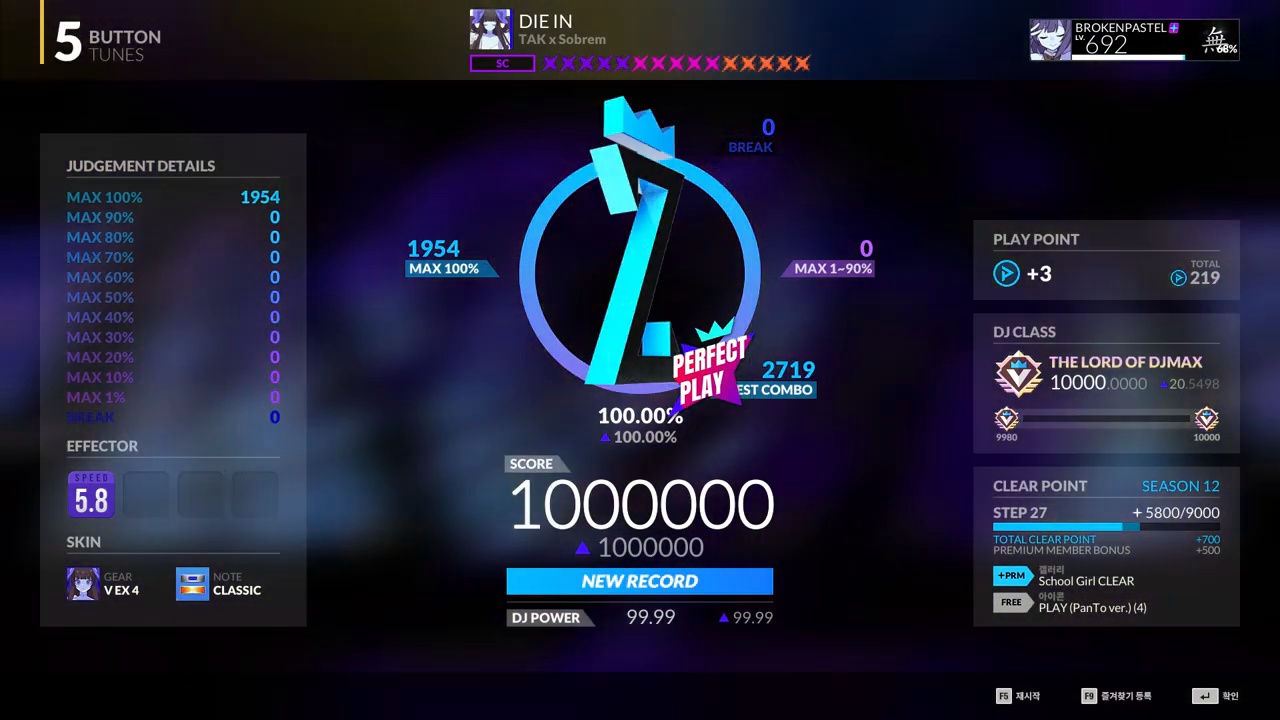 5 BUTTON TUNES
DIE IN
TAK x Sobrem
SC
BROKENPASTEL
LV. 692
無
68%
JUDGEMENT DETAILS
MAX 100% 1954
MAX 90% 0
MAX 80% 0
MAX 70% 0
MAX 60% 0
MAX 50% 0
MAX 40% 0
MAX 30% 0
MAX 20% 0
MAX 10% 0
MAX 1% 0
BREAK 0
EFFECTOR
SPEED
5.8
SKIN
GEAR
V EX 4
NOTE
CLASSIC
0
BREAK
1954
MAX 100%
0
MAX 1~90%
PERFECT
PLAY
2719
EST COMBO
100.00%
▲ 100.00%
SCORE
1000000
▲ 1000000
NEW RECORD
DJ POWER 99.99 ▲ 99.99
PLAY POINT
+3
TOTAL
219
DJ CLASS
THE LORD OF DJMAX
10000.0000 ▲ 20.5498
9980 10000
CLEAR POINT SEASON 12
STEP 27 + 5800/9000
TOTAL CLEAR POINT +700
PREMIUM MEMBER BONUS +500
+PRM 갤러리
School Girl CLEAR
FREE 아이콘
PLAY (PanTo ver.) (4)
F5 재시작 F9 즐겨찾기 등록 확인